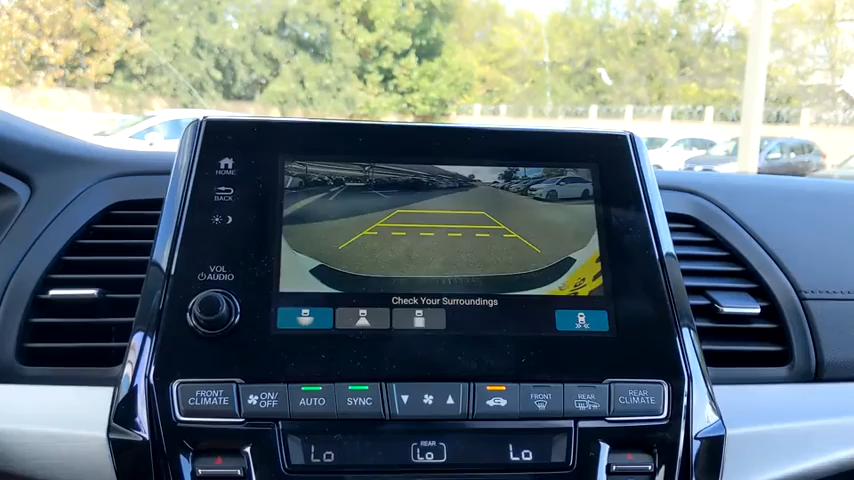 HOME
BACK
VOL
AUDIO
Check Your Surroundings
FRONT CLIMATE
ON/OFF
AUTO
SYNC
FRONT
REAR
REAR CLIMATE
Lo
REAR
Lo
Lo